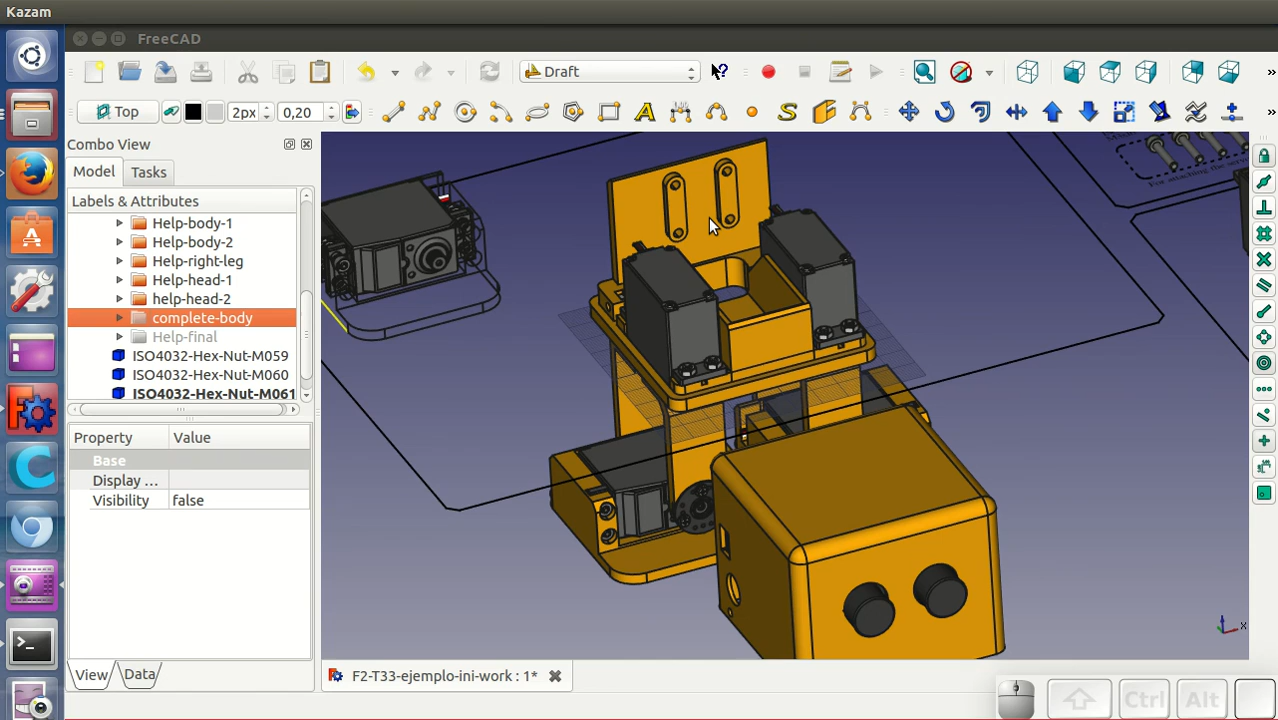 Kazam
FreeCAD
Draft
»
Top
2px
0,20
»
Combo View
Model
Tasks
Labels & Attributes
Help-body-1
Help-body-2
Help-right-leg
Help-head-1
help-head-2
complete-body
Help-final
ISO4032-Hex-Nut-M059
ISO4032-Hex-Nut-M060
ISO4032-Hex-Nut-M061
Property
Value
Base
Display ...
Visibility
false
View
Data
F2-T33-ejemplo-ini-work : 1*
For attaching the
x
Ctrl
Alt